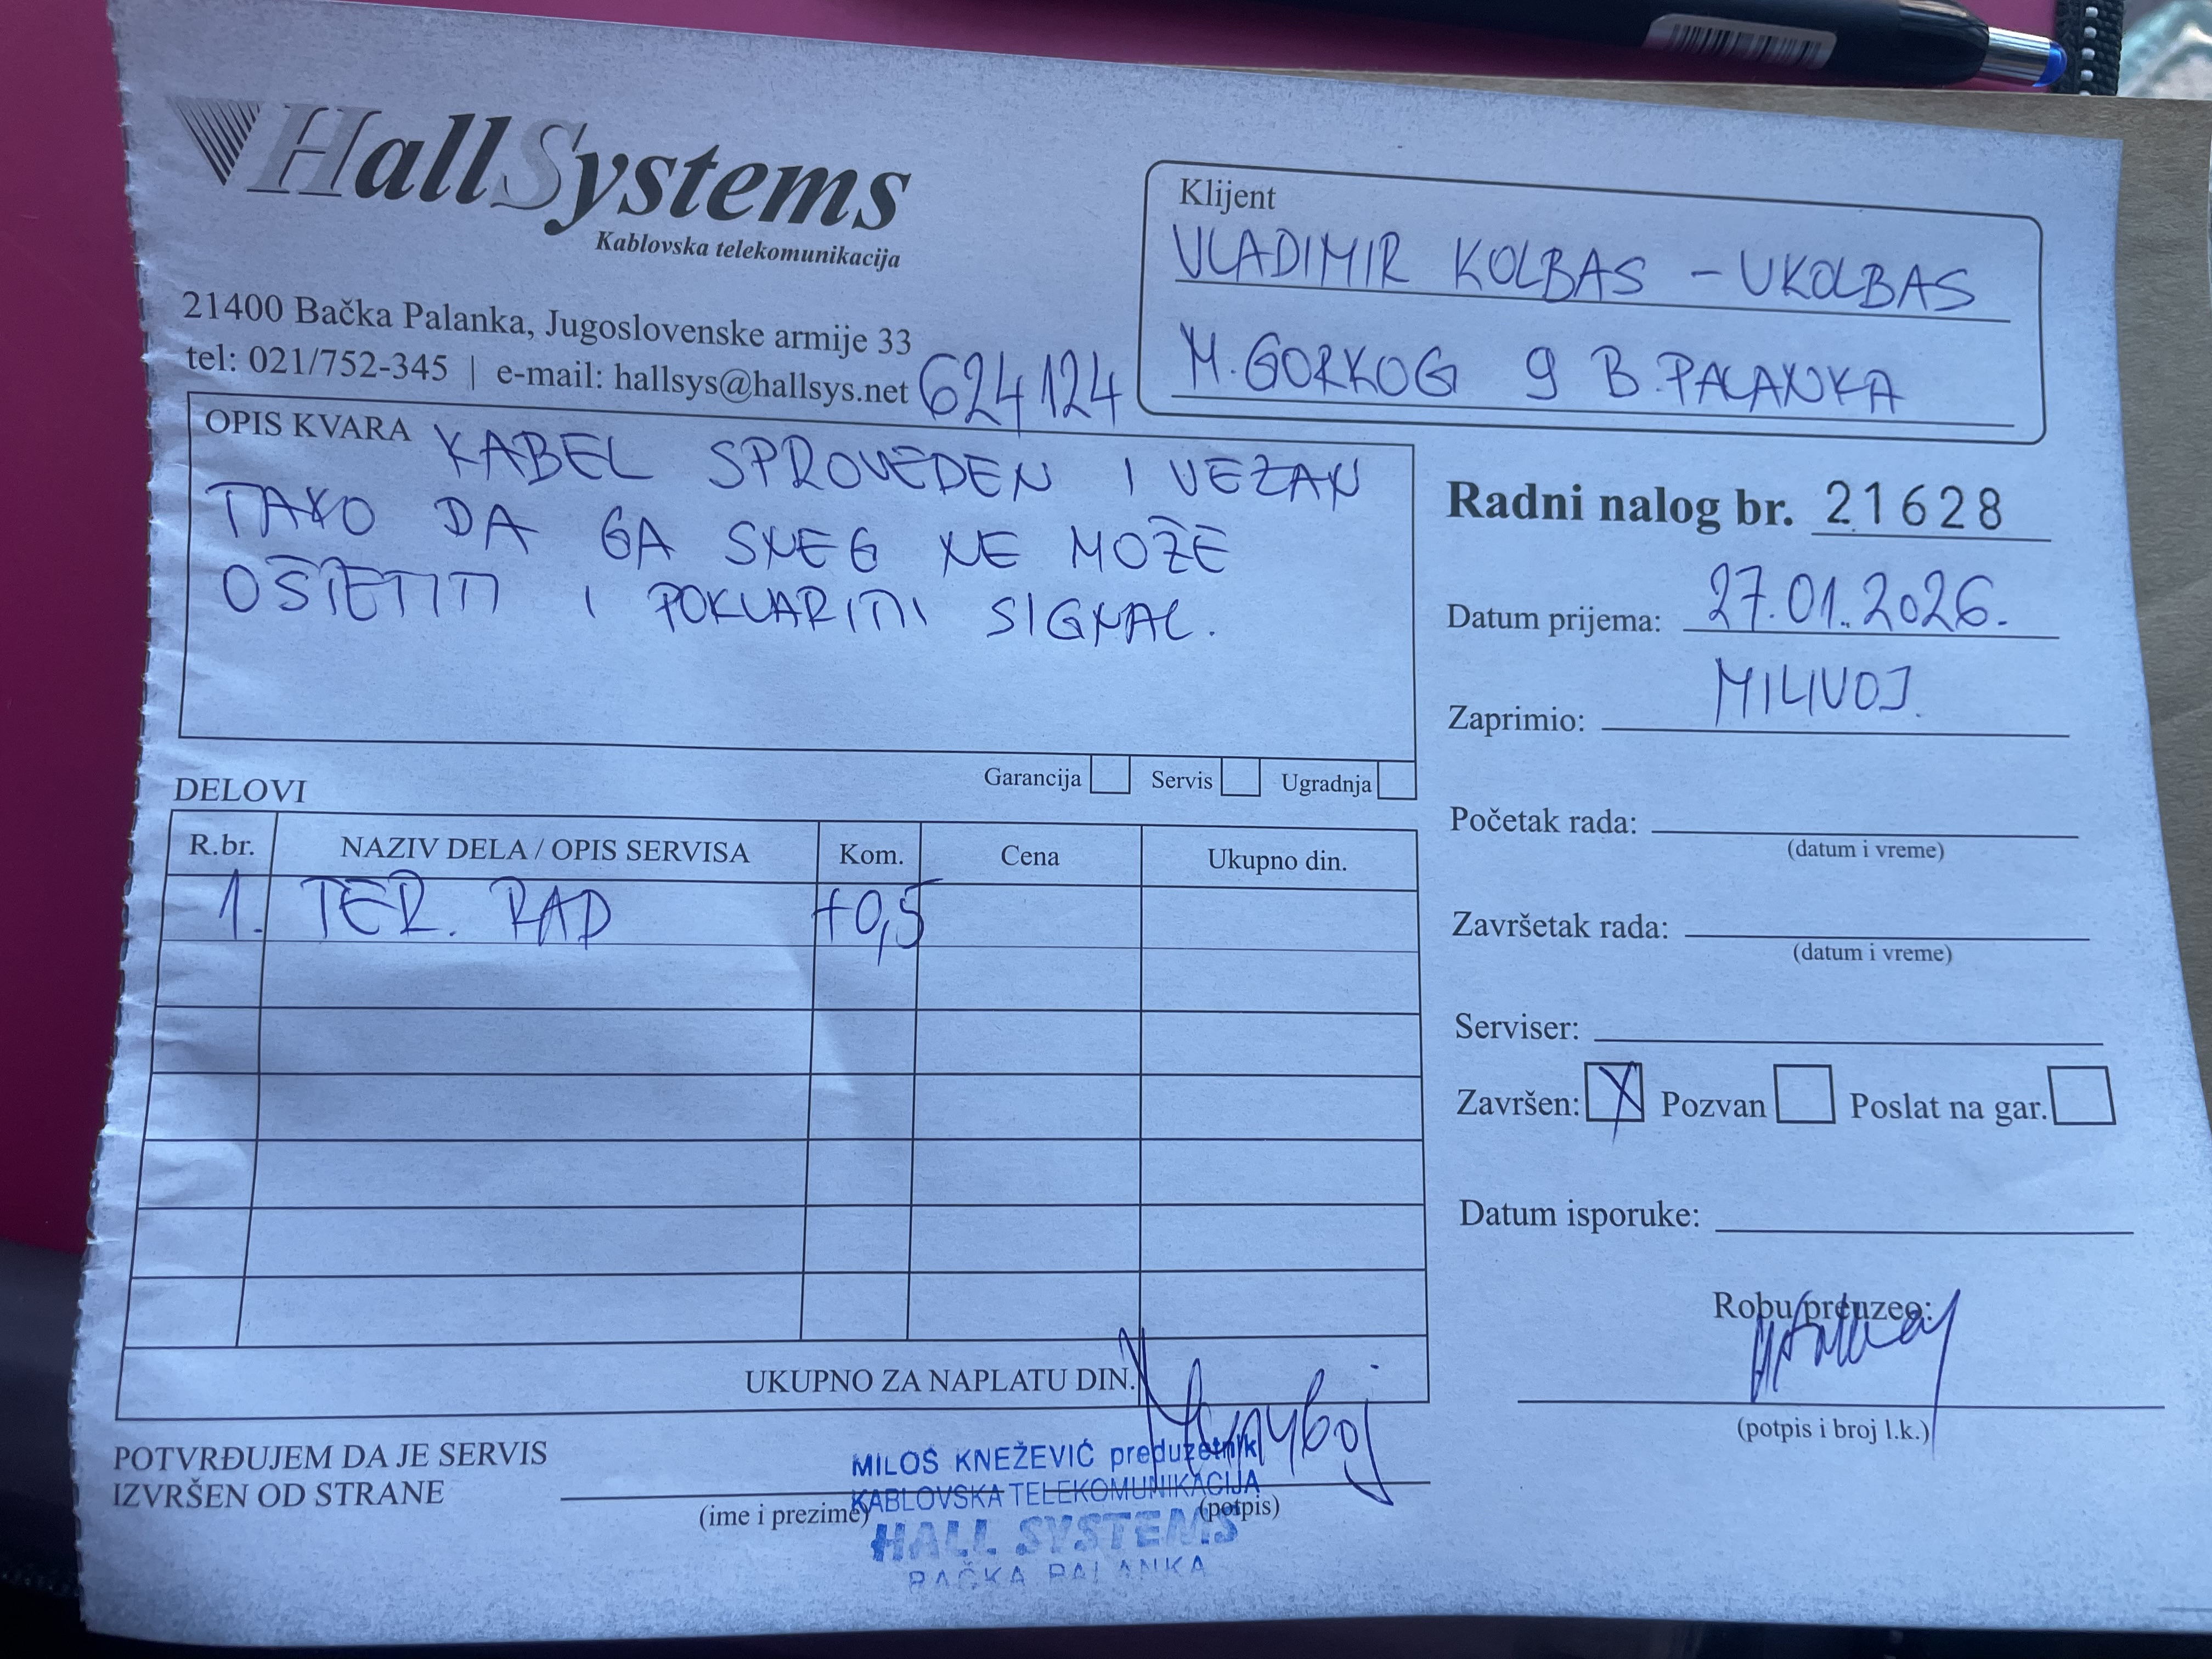 HallSystems
Kablovska telekomunikacija
21400 Bačka Palanka, Jugoslovenske armije 33
tel: 021/752-345 | e-mail: hallsys@hallsys.net
624124
Klijent
VLADIMIR KOLBAS - VKOLBAS
M. GORKOG 9 B. PALANKA
OPIS KVARA
KABEL SPROVEDEN I VEZAN
TAKO DA GA SNEG NE MOŽE
OŠTETITI I POKVARITI SIGNAL.
Garancija Servis Ugradnja
Radni nalog br. 21628
Datum prijema: 27.01.2026.
Zaprimio: MILIVOJ
Početak rada:
(datum i vreme)
Završetak rada:
(datum i vreme)
Serviser:
Završen: X Pozvan Poslat na gar.
Datum isporuke:
Robu preuzeo:
(potpis i broj l.k.)
DELOVI
R.br. NAZIV DELA / OPIS SERVISA Kom. Cena Ukupno din.
1. TER. RAD +0,5
UKUPNO ZA NAPLATU DIN.
POTVRĐUJEM DA JE SERVIS
IZVRŠEN OD STRANE
(ime i prezime) (potpis)
MILOŠ KNEŽEVIĆ preduzetnik
KABLOVSKA TELEKOMUNIKACIJA
HALL SYSTEMS
BAČKA PALANKA